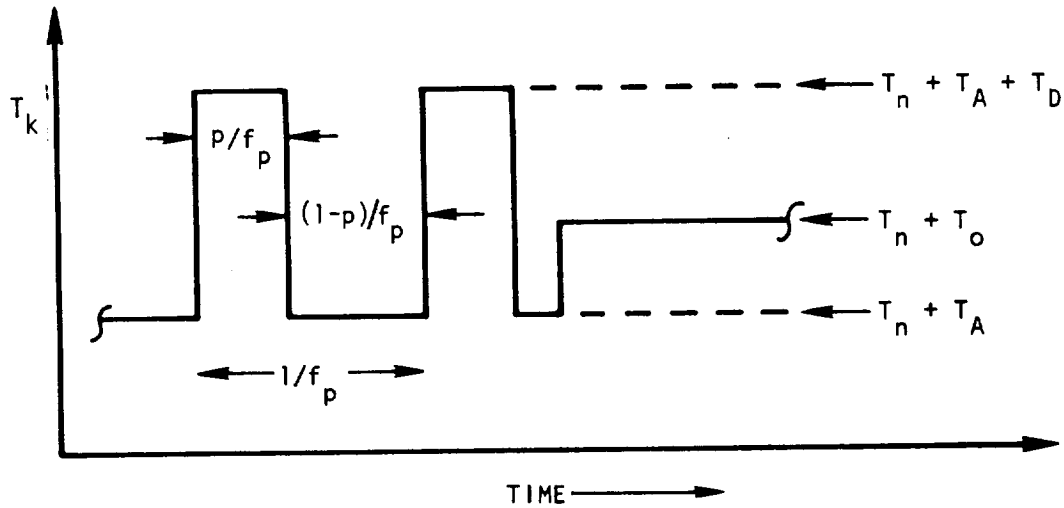 T_k
p/f_p
(1-p)/f_p
1/f_p
T_n + T_A + T_D
T_n + T_o
T_n + T_A
TIME